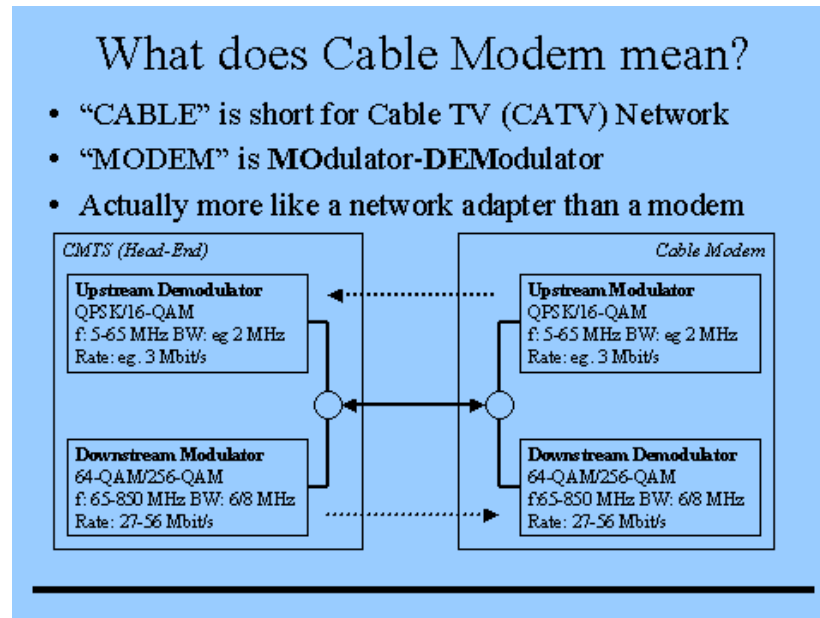 What does Cable Modem mean?
• “CABLE” is short for Cable TV (CATV) Network
• “MODEM” is MOdulator-DEModulator
• Actually more like a network adapter than a modem
CMTS (Head-End)
Upstream Demodulator
QPSK/16-QAM
f: 5-65 MHz BW: eg 2 MHz
Rate: eg. 3 Mbit/s
Downstream Modulator
64-QAM/256-QAM
f: 65-850 MHz BW: 6/8 MHz
Rate: 27-56 Mbit/s
Cable Modem
Upstream Modulator
QPSK/16-QAM
f: 5-65 MHz BW: eg 2 MHz
Rate: eg. 3 Mbit/s
Downstream Demodulator
64-QAM/256-QAM
f:65-850 MHz BW: 6/8 MHz
Rate: 27-56 Mbit/s